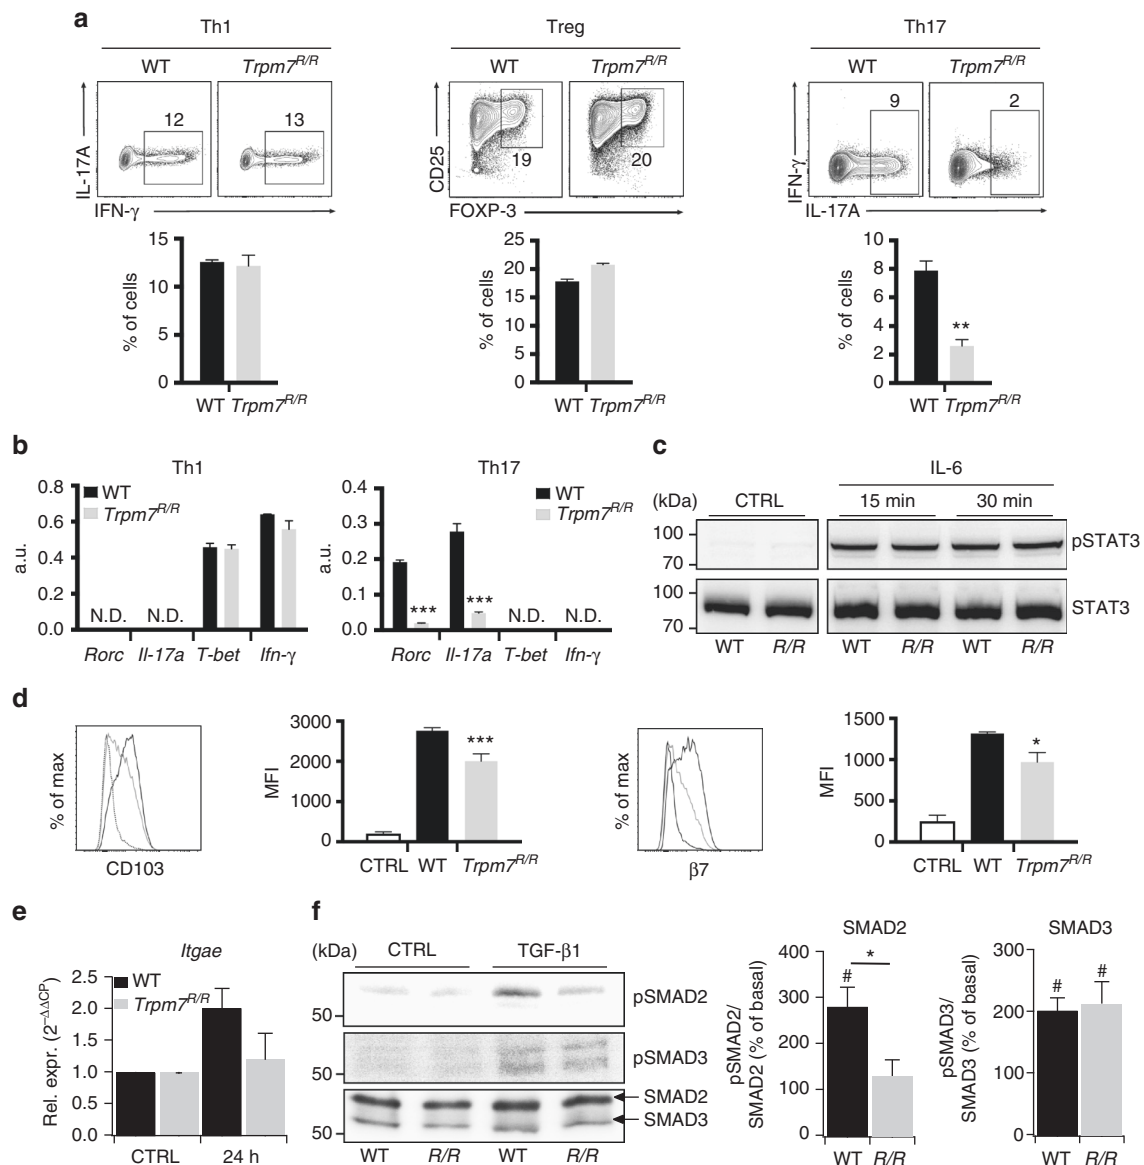 a
Th1 Treg Th17
WT Trpm7R/R WT Trpm7R/R WT Trpm7R/R
12 13 19 20 9 2
IL-17A CD25 IFN-γ
IFN-γ FOXP-3 IL-17A
15 10 5 0
% of cells
WT Trpm7R/R
25 20 15 10 5 0
% of cells
WT Trpm7R/R
10 8 6 4 2 0
% of cells
**
WT Trpm7R/R
b
Th1
WT
Trpm7R/R
0.8 0.6 0.4 0.2 0.0
a.u.
N.D. N.D.
Rorc Il-17a T-bet Ifn-γ
Th17
WT
Trpm7R/R
0.4 0.3 0.2 0.1 0.0
a.u.
*** *** N.D. N.D.
Rorc Il-17a T-bet Ifn-γ
c
IL-6
(kDa) CTRL 15 min 30 min
100
70
pSTAT3
100
70
STAT3
WT R/R WT R/R WT R/R
d
% of max
CD103
3000 2000 1000 0
MFI
***
CTRL WT Trpm7R/R
% of max
β7
1500 1000 500 0
MFI
*
CTRL WT Trpm7R/R
e
Itgae
WT
Trpm7R/R
2.5 2.0 1.5 1.0 0.5 0.0
Rel. expr. (2–ΔΔCP)
CTRL 24 h
f
(kDa) CTRL TGF-β1
50 pSMAD2
50 pSMAD3
SMAD2
SMAD3
50
WT R/R WT R/R
SMAD2
400 300 200 100 0
pSMAD2/
SMAD2 (% of basal)
# *
WT R/R
SMAD3
300 200 100 0
pSMAD3/
SMAD3 (% of basal)
# #
WT R/R